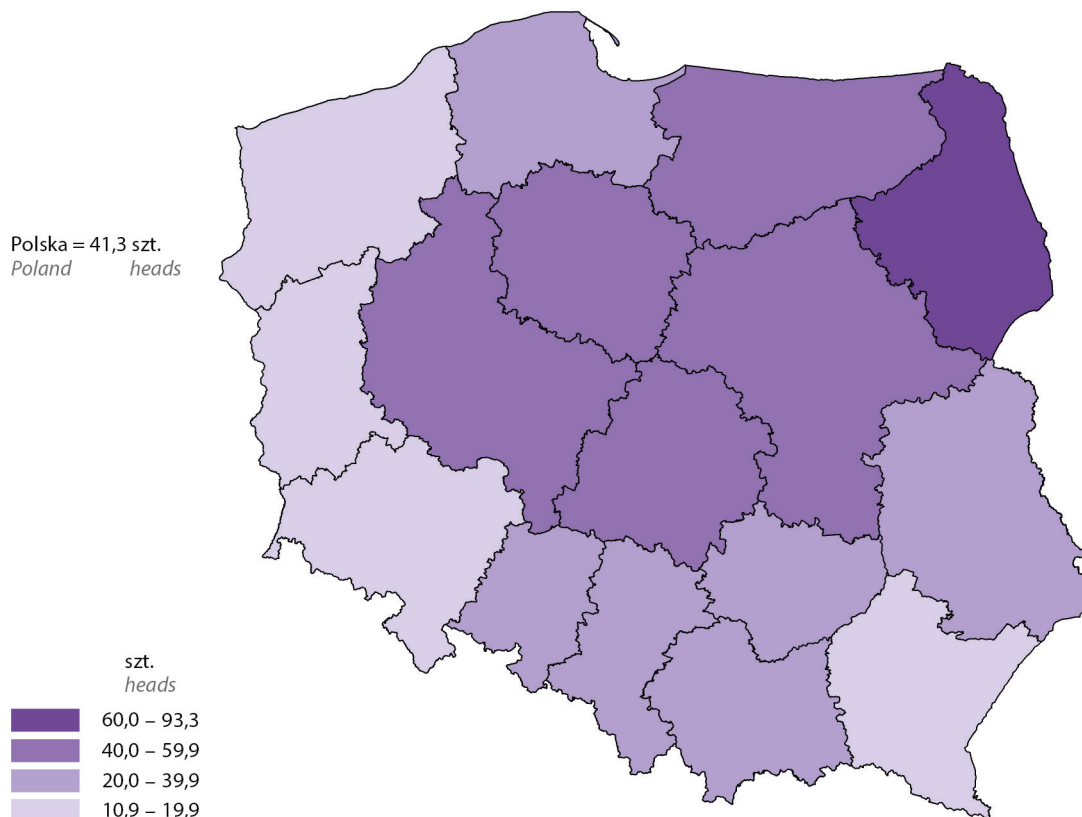 Polska = 41,3 szt.
Poland heads
szt.
heads
60,0 – 93,3
40,0 – 59,9
20,0 – 39,9
10,9 – 19,9